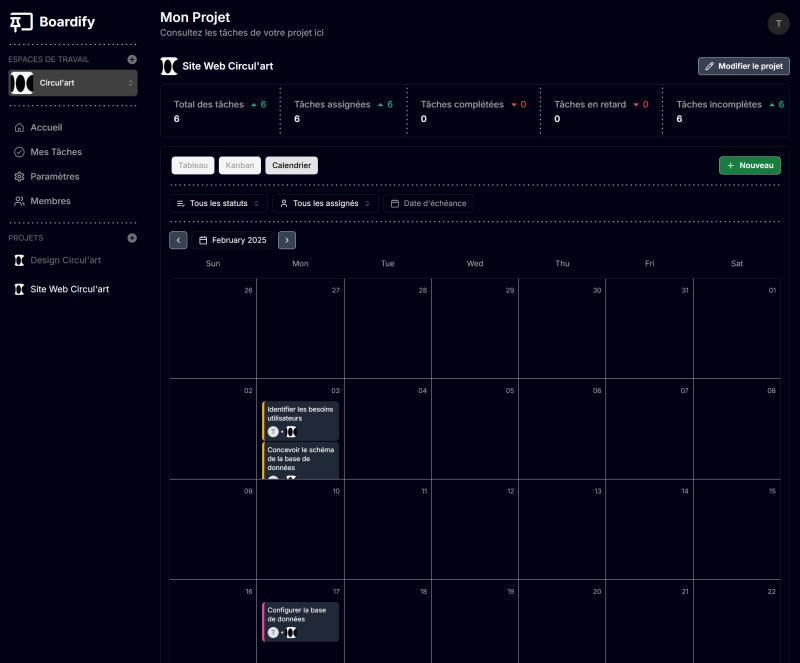 Boardify
ESPACES DE TRAVAIL
Circul'art
Accueil
Mes Tâches
Paramètres
Membres
PROJETS
Design Circul'art
Site Web Circul'art
Mon Projet
Consultez les tâches de votre projet ici
T
Site Web Circul'art
Modifier le projet
Total des tâches 6
6
Tâches assignées 6
6
Tâches complétées 0
0
Tâches en retard 0
0
Tâches incomplètes 6
6
Tableau Kanban Calendrier
+ Nouveau
Tous les statuts Tous les assignés Date d'échéance
February 2025
Sun Mon Tue Wed Thu Fri Sat
26 27 28 29 30 31 01
02 03 04 05 06 07 08
Identifier les besoins
utilisateurs
T
Concevoir le schéma
de la base de
données
09 10 11 12 13 14 15
16 17 18 19 20 21 22
Configurer la base
de données
T